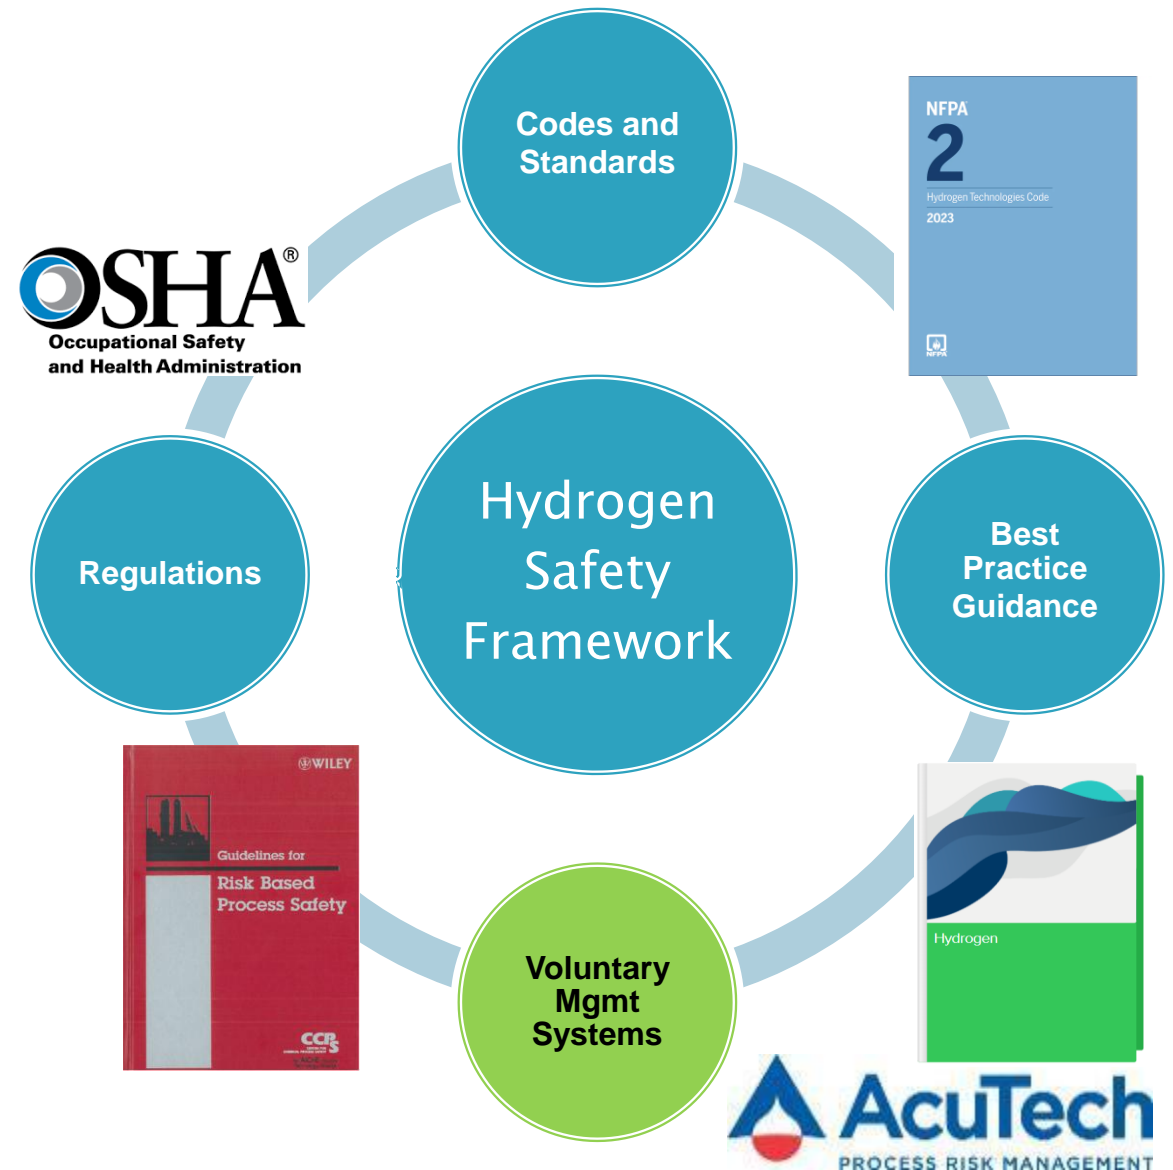 Codes and
Standards
NFPA
2
Hydrogen Technologies Code
2023
NFPA
OSHA®
Occupational Safety
and Health Administration
Hydrogen
Safety
Framework
Regulations
Best
Practice
Guidance
WILEY
Guidelines for
Risk Based
Process Safety
CCPS
Hydrogen
Voluntary
Mgmt
Systems
AcuTech
PROCESS RISK MANAGEMENT